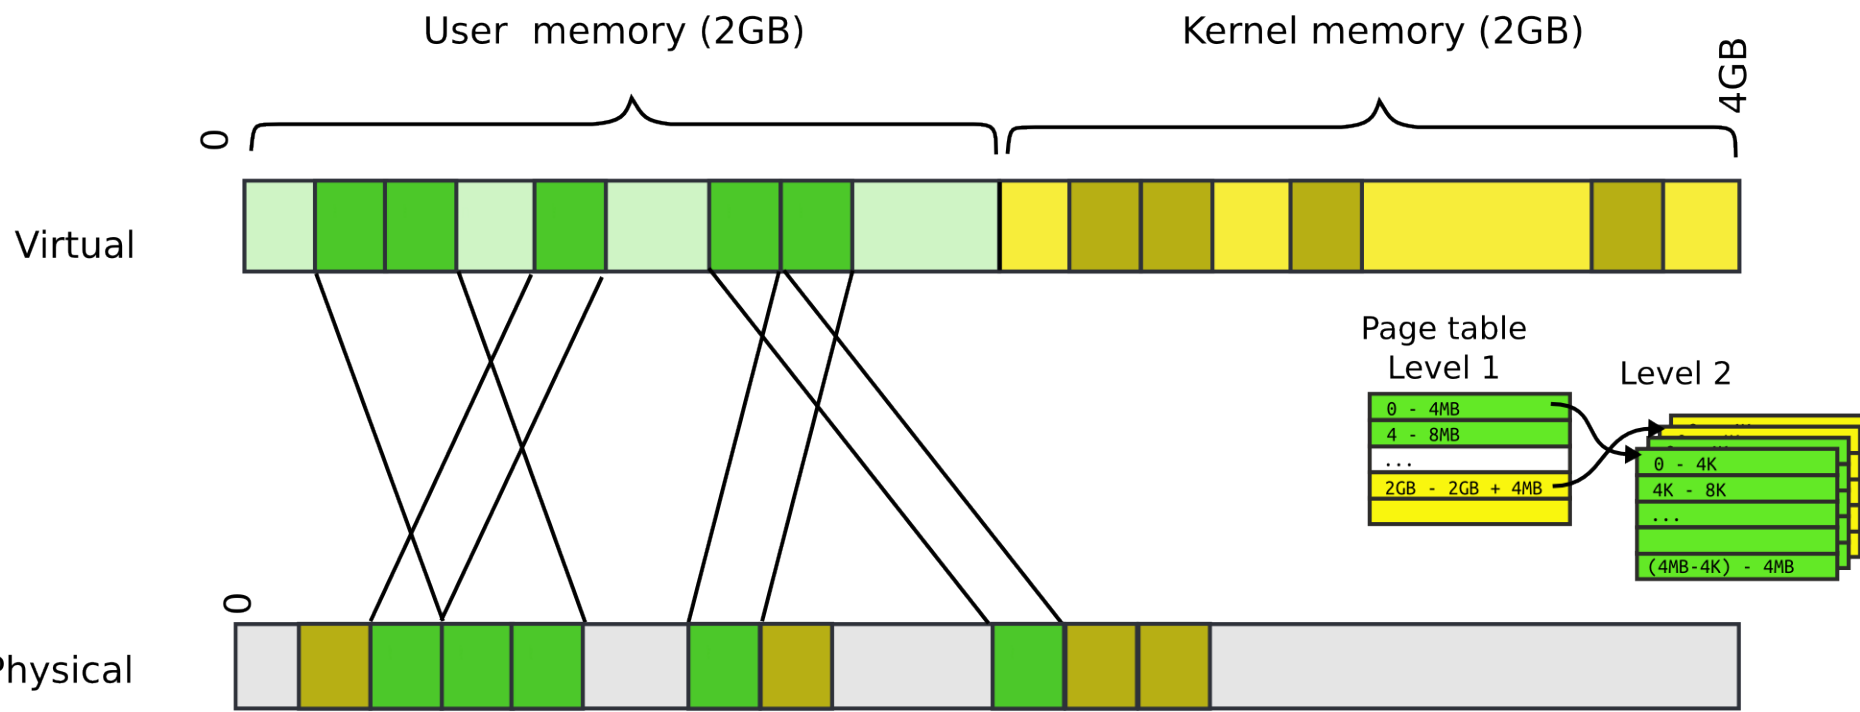 User memory (2GB)
Kernel memory (2GB)
4GB
0
Virtual
Page table
Level 1
Level 2
0 - 4MB
4 - 8MB
...
2GB - 2GB + 4MB
0 - 4K
4K - 8K
...
(4MB-4K) - 4MB
0
Physical